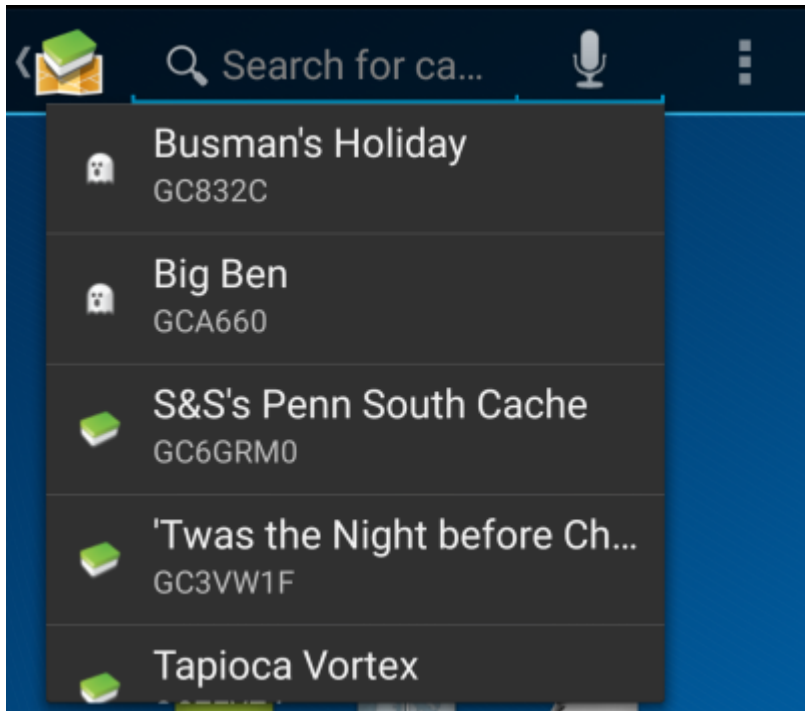 Search for ca...
Busman's Holiday
GC832C
Big Ben
GCA660
S&S's Penn South Cache
GC6GRM0
'Twas the Night before Ch...
GC3VW1F
Tapioca Vortex